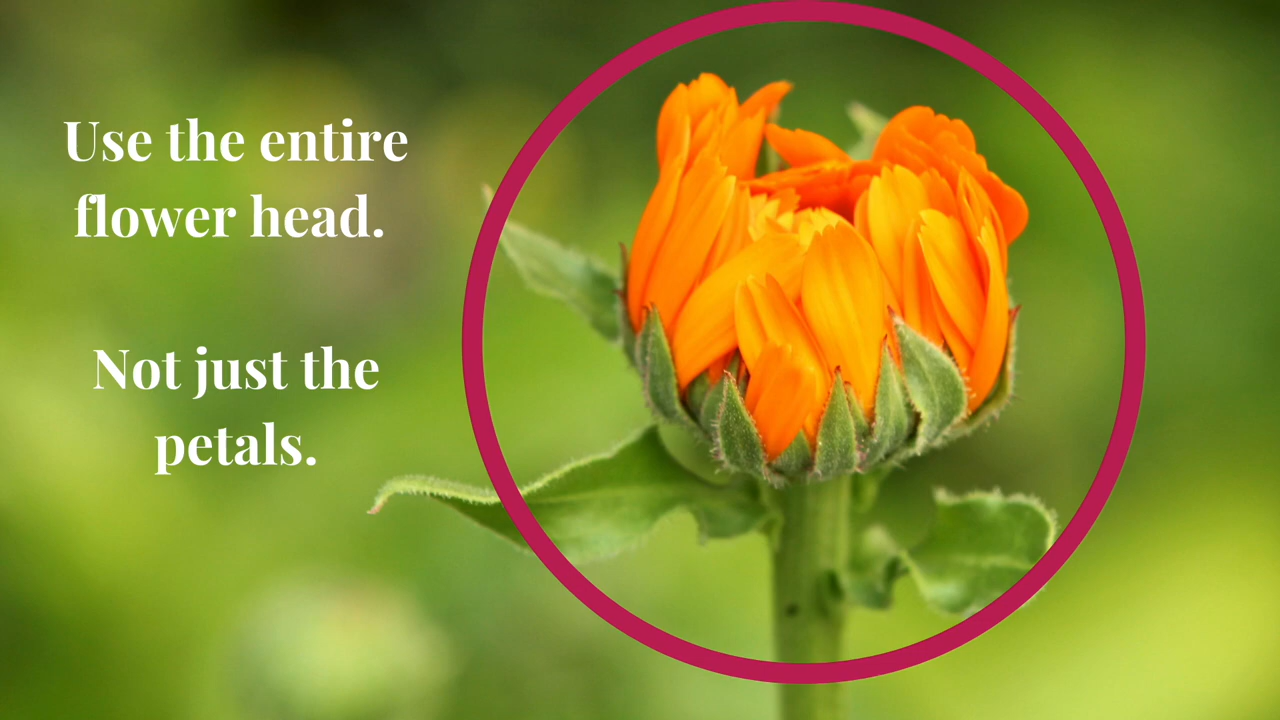 Use the entire
flower head.
Not just the
petals.